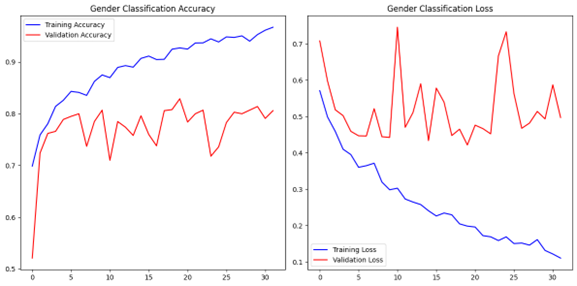 Gender Classification Accuracy
Training Accuracy
Validation Accuracy
0.9
0.8
0.7
0.6
0.5
0 5 10 15 20 25 30
Gender Classification Loss
0.7
0.6
0.5
0.4
0.3
0.2
0.1
Training Loss
Validation Loss
0 5 10 15 20 25 30